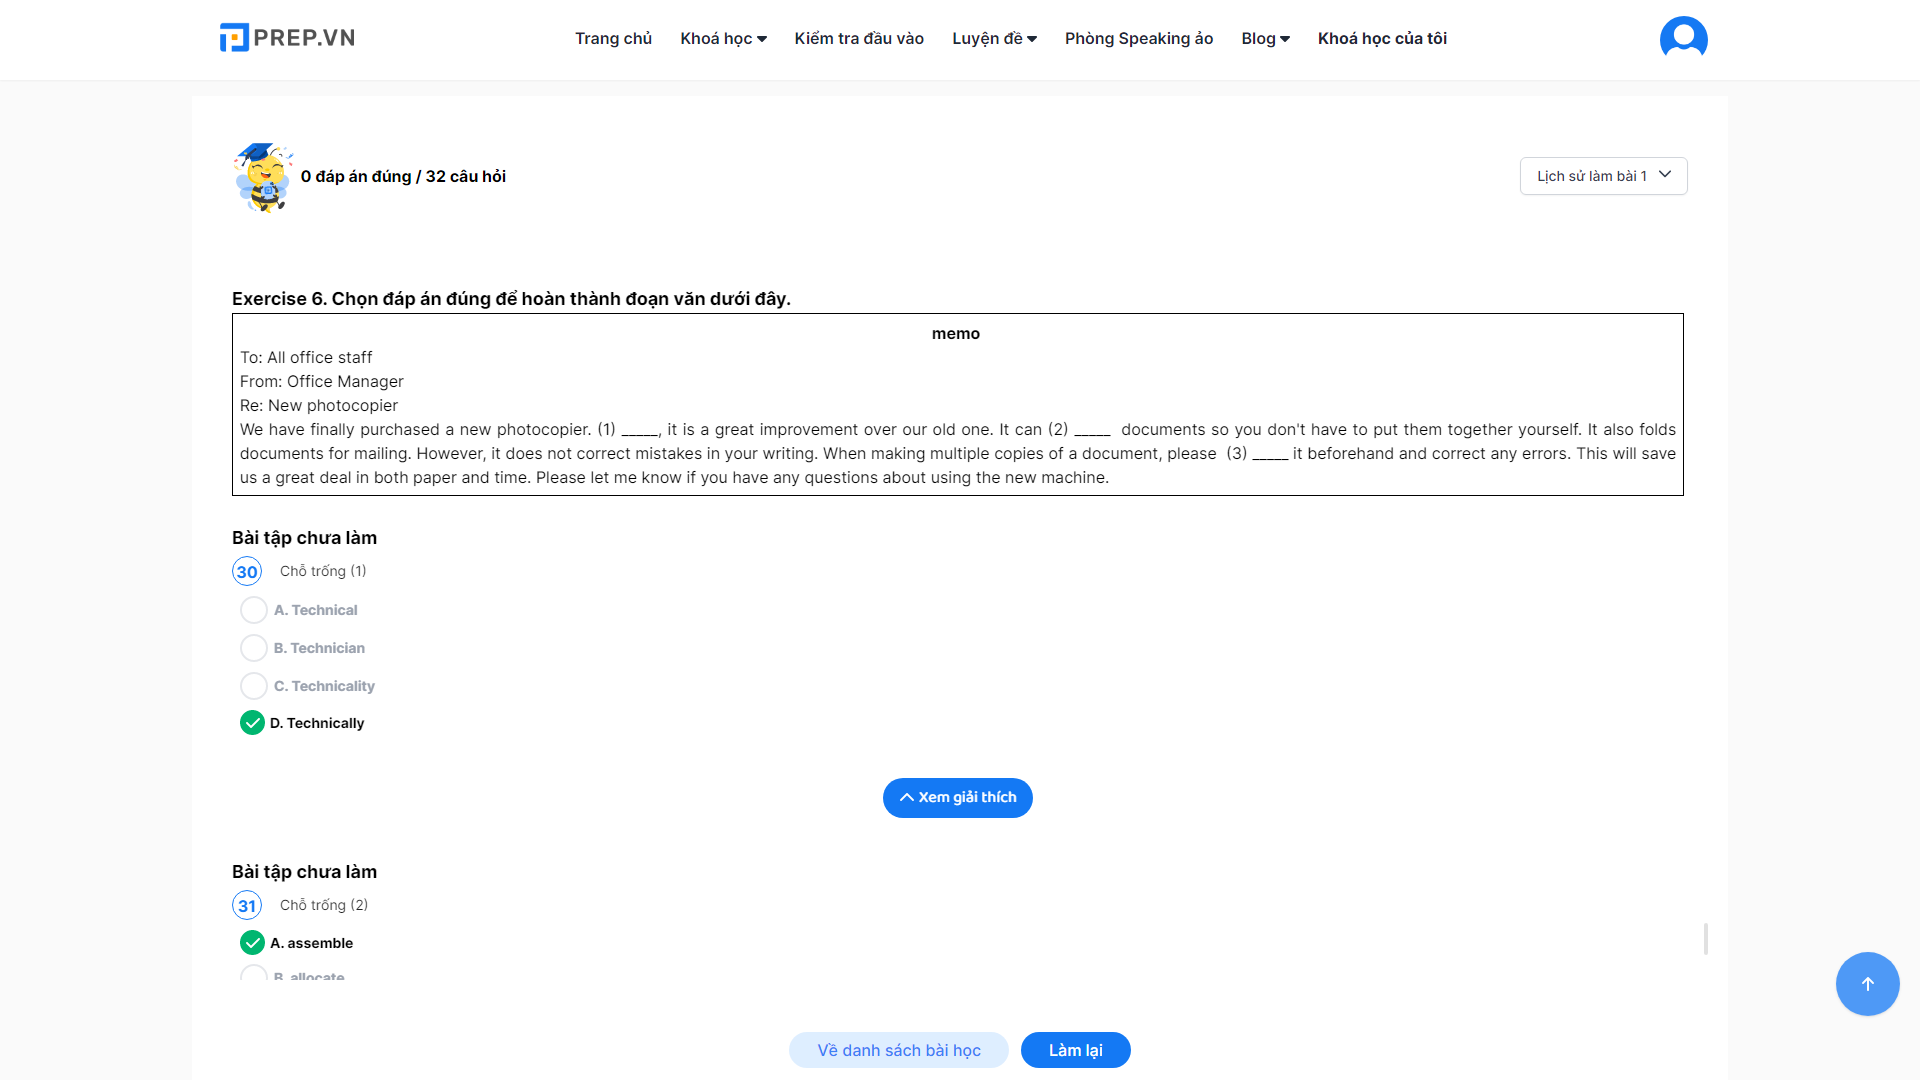 PREP.VN
Trang chủ
Khoá học
Kiểm tra đầu vào
Luyện đề
Phòng Speaking ảo
Blog
Khoá học của tôi
0 đáp án đúng / 32 câu hỏi
Lịch sử làm bài 1
Exercise 6. Chọn đáp án đúng để hoàn thành đoạn văn dưới đây.
memo
To: All office staff
From: Office Manager
Re: New photocopier
We have finally purchased a new photocopier. (1) _____, it is a great improvement over our old one. It can (2) _____ documents so you don't have to put them together yourself. It also folds
documents for mailing. However, it does not correct mistakes in your writing. When making multiple copies of a document, please (3) _____ it beforehand and correct any errors. This will save
us a great deal in both paper and time. Please let me know if you have any questions about using the new machine.
Bài tập chưa làm
30 Chỗ trống (1)
A. Technical
B. Technician
C. Technicality
D. Technically
Xem giải thích
Bài tập chưa làm
31 Chỗ trống (2)
A. assemble
B. allocate
Về danh sách bài học
Làm lại